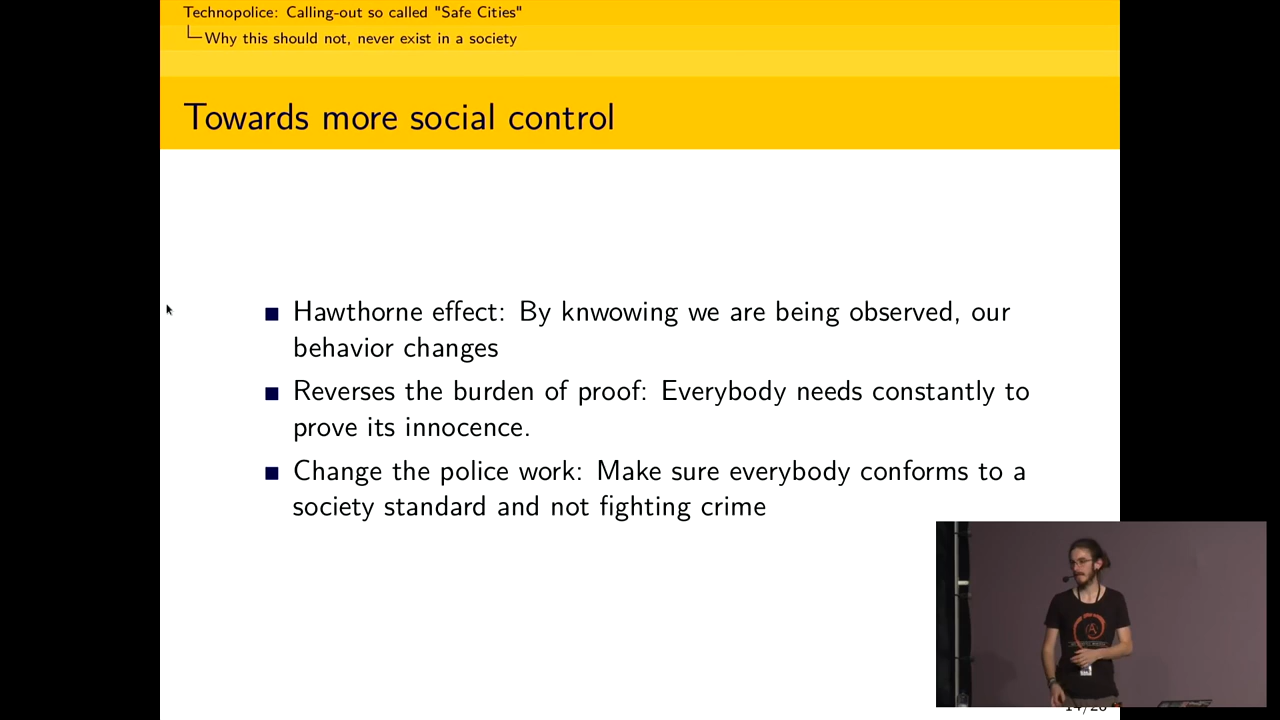 Technopolice: Calling-out so called "Safe Cities"
Why this should not, never exist in a society
Towards more social control
Hawthorne effect: By knwowing we are being observed, our
behavior changes
Reverses the burden of proof: Everybody needs constantly to
prove its innocence.
Change the police work: Make sure everybody conforms to a
society standard and not fighting crime